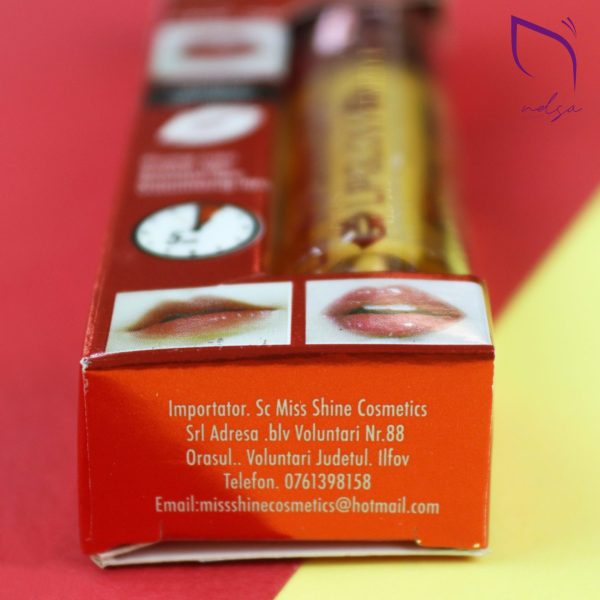 ndsa
Importator. Sc Miss Shine Cosmetics
Srl Adresa .blv Voluntari Nr.88
Orasul.. Voluntari Judetul. Ilfov
Telefon. 0761398158
Email:missshinecosmetics@hotmail.com